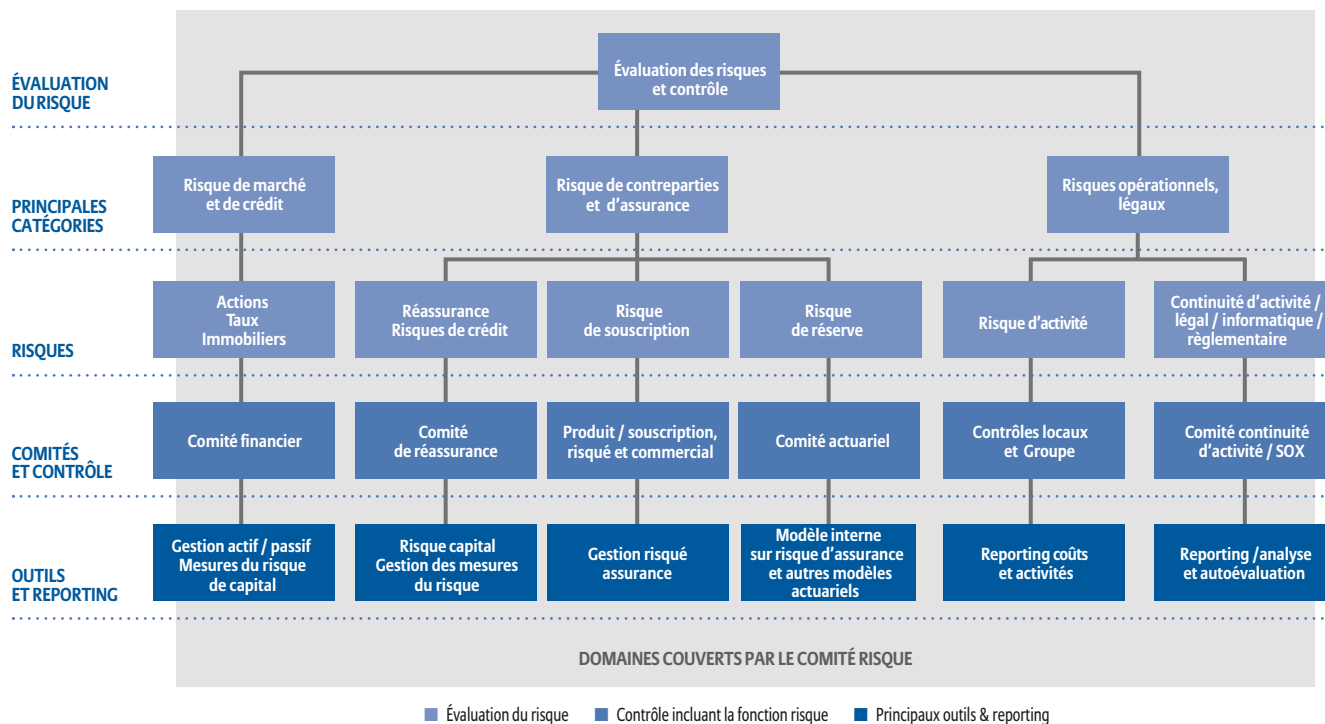 ÉVALUATION
DU RISQUE
Évaluation des risques
et contrôle
PRINCIPALES
CATÉGORIES
Risque de marché
et de crédit
Risque de contreparties
et d'assurance
Risques opérationnels,
légaux
RISQUES
Actions
Taux
Immobiliers
Réassurance
Risques de crédit
Risque
de souscription
Risque
de réserve
Risque d'activité
Continuité d'activité /
légal / informatique /
règlementaire
COMITÉS
ET CONTRÔLE
Comité financier
Comité
de réassurance
Produit / souscription,
risqué et commercial
Comité actuariel
Contrôles locaux
et Groupe
Comité continuité
d'activité / SOX
OUTILS
ET REPORTING
Gestion actif / passif
Mesures du risque
de capital
Risque capital
Gestion des mesures
du risque
Gestion risqué
assurance
Modèle interne
sur risque d'assurance
et autres modèles
actuariels
Reporting coûts
et activités
Reporting /analyse
et autoévaluation
DOMAINES COUVERTS PAR LE COMITÉ RISQUE
Évaluation du risque
Contrôle incluant la fonction risque
Principaux outils & reporting